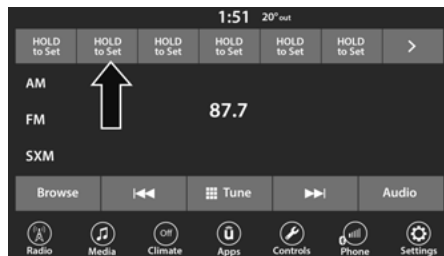 1:51 20° out
HOLD to Set HOLD to Set HOLD to Set HOLD to Set HOLD to Set HOLD to Set >
AM
87.7
FM
SXM
Browse Tune Audio
Radio Media Off Climate ū Apps Controls Phone Settings